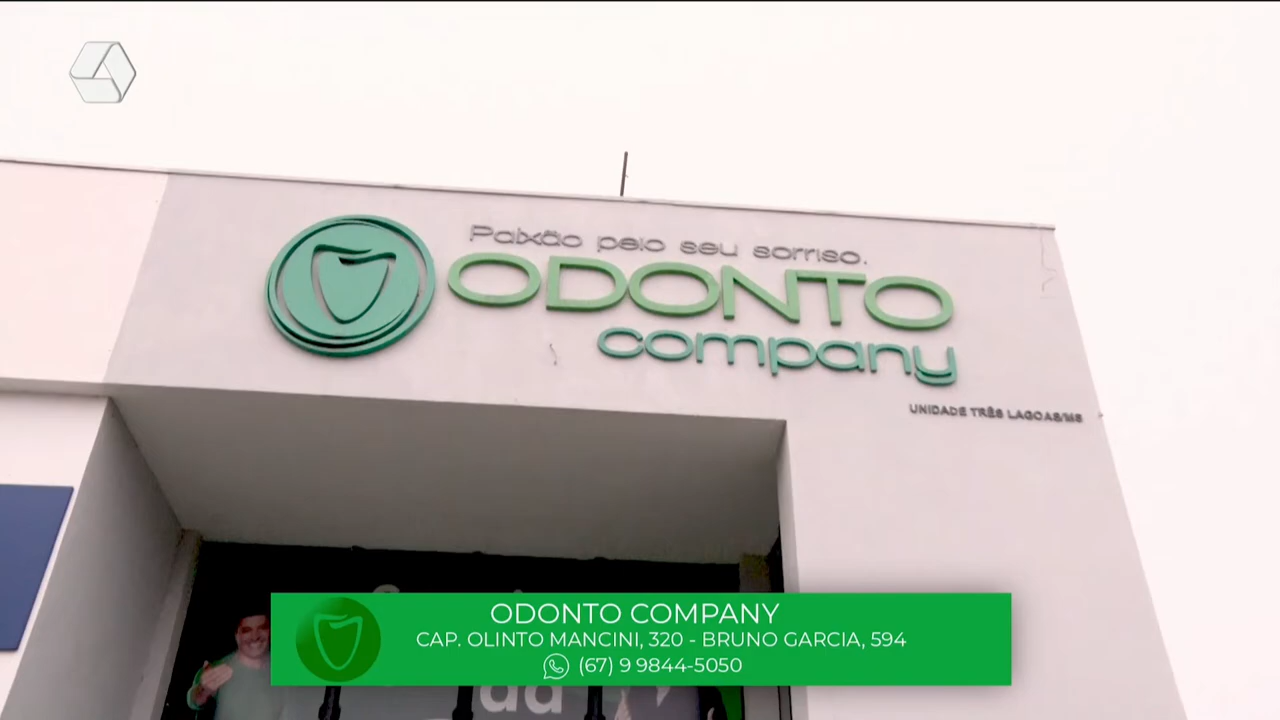 Paixão pelo seu sorriso.
ODONTO
company
UNIDADE TRÊS LAGOAS/MS
ODONTO COMPANY
CAP. OLINTO MANCINI, 320 - BRUNO GARCIA, 594
(67) 9 9844-5050